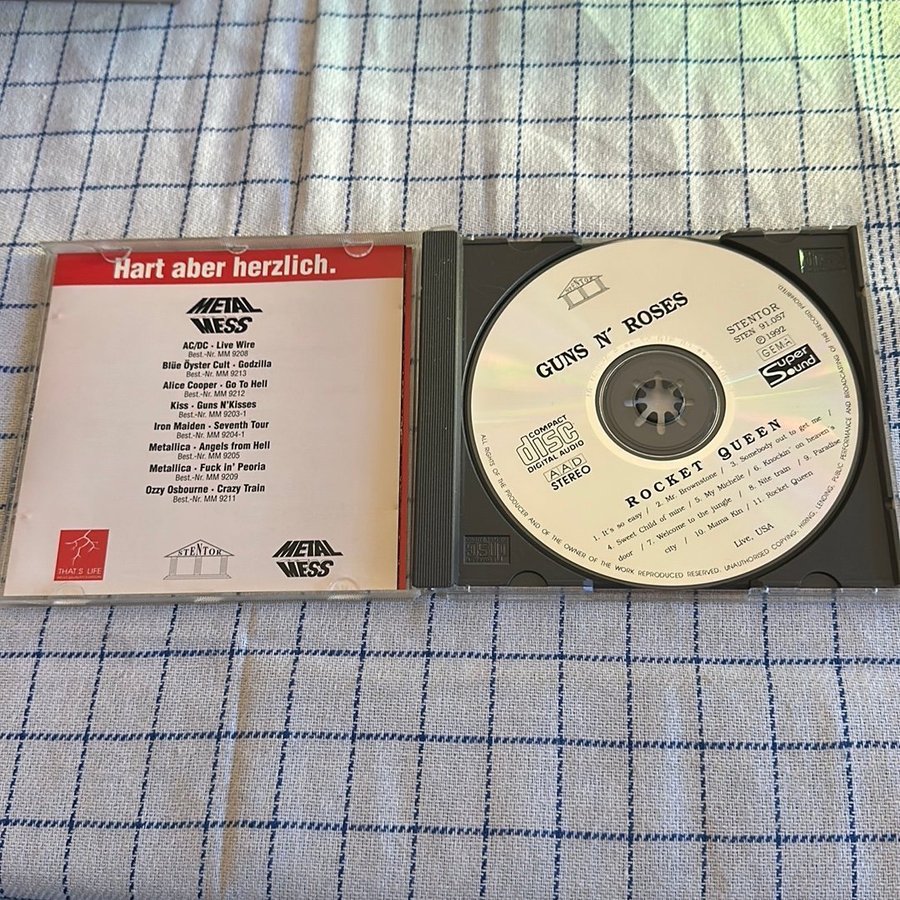 Hart aber herzlich.
METAL
MESS
AC/DC · Live Wire
Best.-Nr. MM 9208
Blüe Öyster Cult · Godzilla
Best.-Nr. MM 9213
Alice Cooper · Go To Hell
Best.-Nr. MM 9212
Kiss · Guns N'Kisses
Best.-Nr. MM 9203-1
Iron Maiden · Seventh Tour
Best.-Nr. MM 9204-1
Metallica · Angels from Hell
Best.-Nr. MM 9205
Metallica · Fuck in' Peoria
Best.-Nr. MM 9209
Ozzy Osbourne · Crazy Train
Best.-Nr. MM 9211
THAT'S LIFE
STENTOR
METAL
MESS
STENTOR
GUNS N' ROSES
STENTOR
STEN 91.057
℗1992
GEMA
Super
Sound
COMPACT
disc
DIGITAL AUDIO
AAD
STEREO
ROCKET QUEEN
1. It's so easy / 2. Mr. Brownstone / 3. Somebody out to get me /
4. Sweet Child of mine / 5. My Michelle / 6. Knockin' on heaven's
door / 7. Welcome to the jungle / 8. Nite train / 9. Paradise
city / 10. Mama Kin / 11. Rocket Queen
Live, USA
ALL RIGHTS OF THE PRODUCER AND OF THE OWNER OF THE WORK REPRODUCED RESERVED. UNAUTHORISED COPYING, HIRING, LENDING, PUBLIC PERFORMANCE AND BROADCASTING OF THE RECORD PROHIBITED.
disc